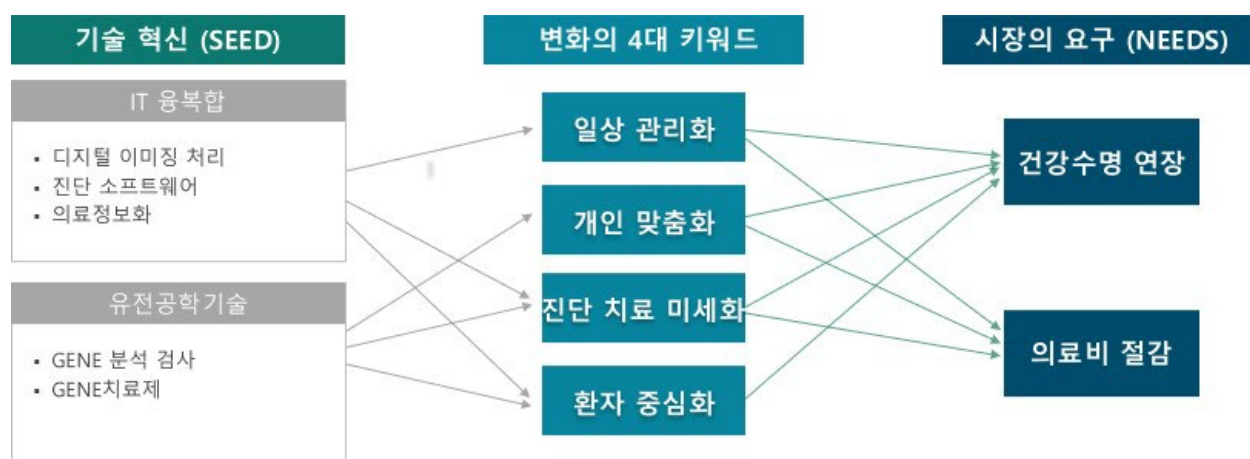 기술 혁신 (SEED)
변화의 4대 키워드
시장의 요구 (NEEDS)
IT 융복합
▪ 디지털 이미징 처리
▪ 진단 소프트웨어
▪ 의료정보화
유전공학기술
▪ GENE 분석 검사
▪ GENE치료제
일상 관리화
개인 맞춤화
진단 치료 미세화
환자 중심화
건강수명 연장
의료비 절감